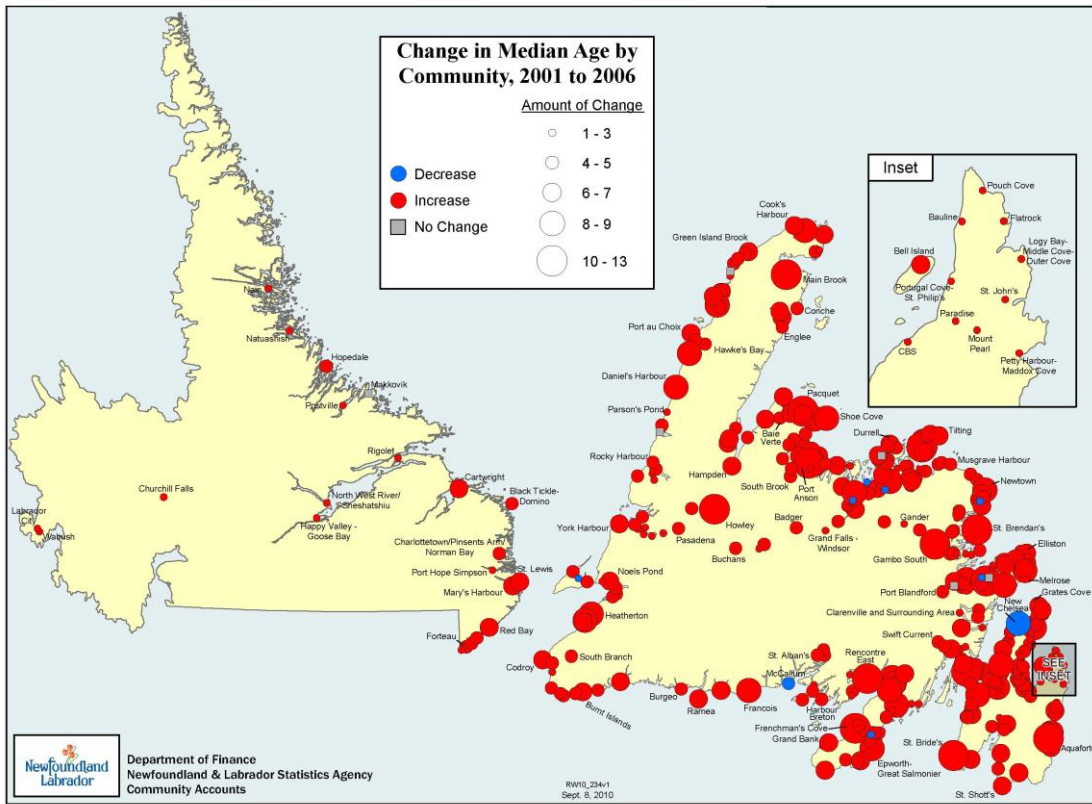 Change in Median Age by
Community, 2001 to 2006
Amount of Change
1 - 3
4 - 5
6 - 7
8 - 9
10 - 13
Decrease
Increase
No Change
Inset
Pouch Cove
Bauline
Flatrock
Logy Bay-
Middle Cove-
Outer Cove
Bell Island
Portugal Cove-
St. Philip's
St. John's
Paradise
Mount
Pearl
CBS
Petty Harbour-
Maddox Cove
Nain
Natuashish
Hopedale
Makkovik
Postville
Rigolet
Cartwright
Churchill Falls
North West River/
Sheshatshiu
Black Tickle-
Domino
Labrador
City
Wabush
Happy Valley -
Goose Bay
Charlottetown/Pinsents Arm/
Norman Bay
Port Hope Simpson
St. Lewis
Mary's Harbour
Red Bay
Forteau
Cook's
Harbour
Green Island Brook
Main Brook
Conche
Englee
Port au Choix
Hawke's Bay
Daniel's Harbour
Parson's Pond
Pacquet
Shoe Cove
Baie
Verte
Durrell
Tilting
Musgrave Harbour
Rocky Harbour
Hampden
South Brook
Port
Anson
Newtown
York Harbour
Howley
Badger
Gander
St. Brendan's
Pasadena
Grand Falls -
Windsor
Buchans
Gambo South
Elliston
Noels Pond
Melrose
Port Blandford
Grates Cove
New
Chelsea
Heatherton
Clarenville and Surrounding Area
Swift Current
SEE
INSET
St. Alban's
Rencontre
East
Codroy
South Branch
McCallum
Burgeo
Burnt Islands
Ramea
Francois
Harbour
Breton
Frenchman's Cove
Grand Bank
St. Bride's
Aquaforte
Epworth-
Great Salmonier
St. Shott's
Newfoundland
Labrador
Department of Finance
Newfoundland & Labrador Statistics Agency
Community Accounts
RW10_234v1
Sept. 8, 2010